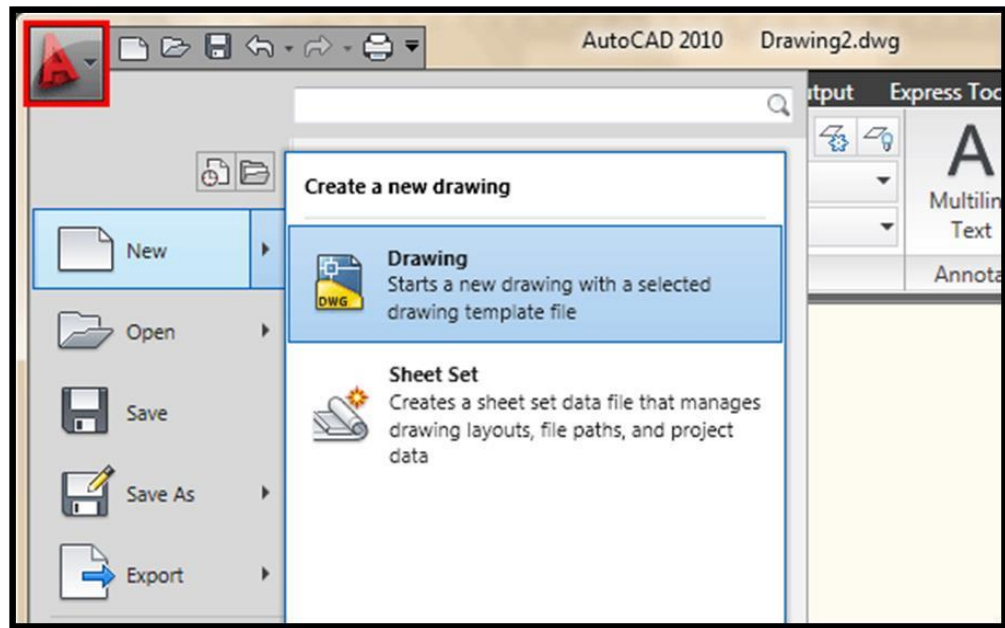 AutoCAD 2010 Drawing2.dwg
tput Express Too
Create a new drawing
New
Drawing
Starts a new drawing with a selected
drawing template file
DWG
Open
Sheet Set
Creates a sheet set data file that manages
drawing layouts, file paths, and project
data
Save
Save As
Export
A
Multilin
Text
Annota